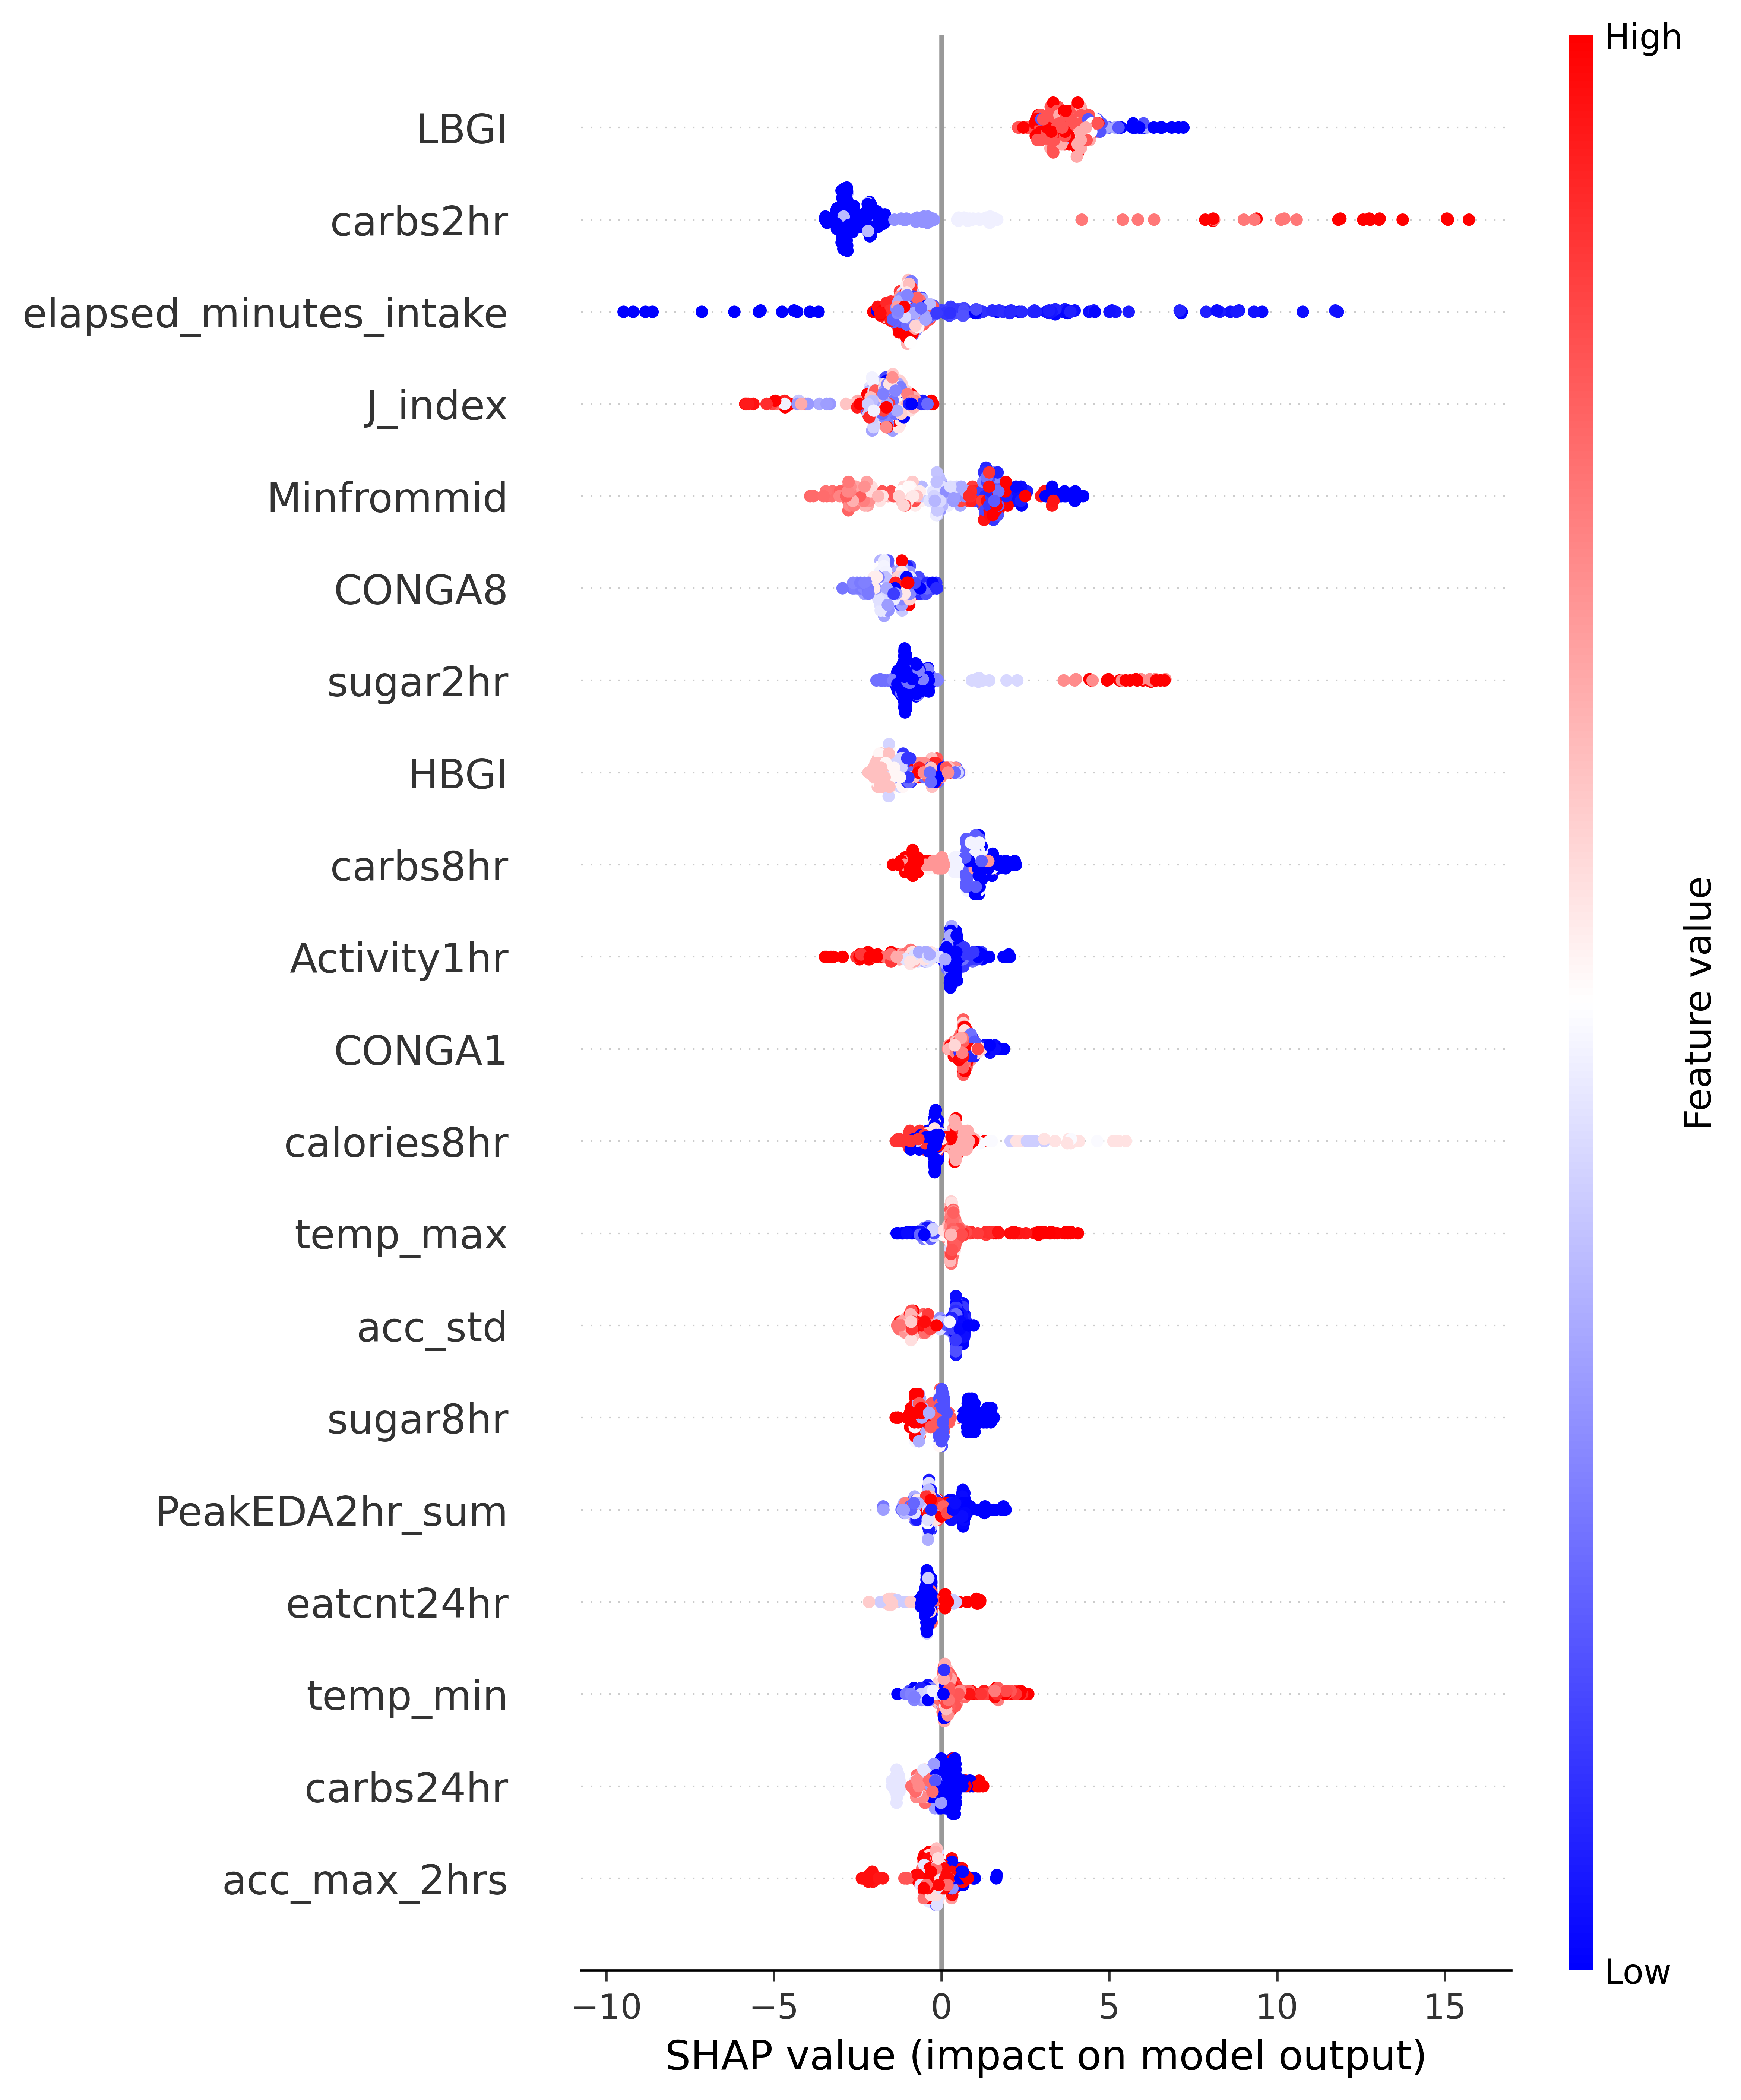 High
LBGI
carbs2hr
elapsed_minutes_intake
J_index
Minfrommid
CONGA8
sugar2hr
HBGI
carbs8hr
Activity1hr
CONGA1
calories8hr
temp_max
acc_std
sugar8hr
PeakEDA2hr_sum
eatcnt24hr
temp_min
carbs24hr
acc_max_2hrs
Feature value
Low
−10 −5 0 5 10 15
SHAP value (impact on model output)